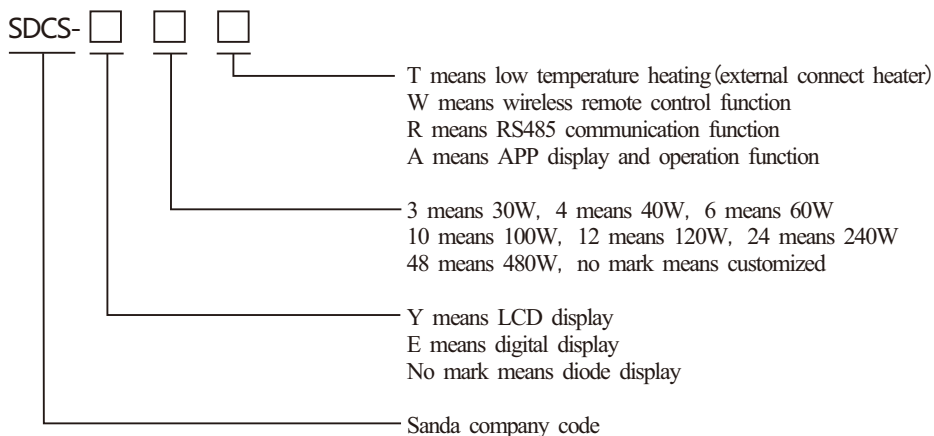 SDCS-□ □ □
T means low temperature heating(external connect heater)
W means wireless remote control function
R means RS485 communication function
A means APP display and operation function
3 means 30W, 4 means 40W, 6 means 60W
10 means 100W, 12 means 120W, 24 means 240W
48 means 480W, no mark means customized
Y means LCD display
E means digital display
No mark means diode display
Sanda company code